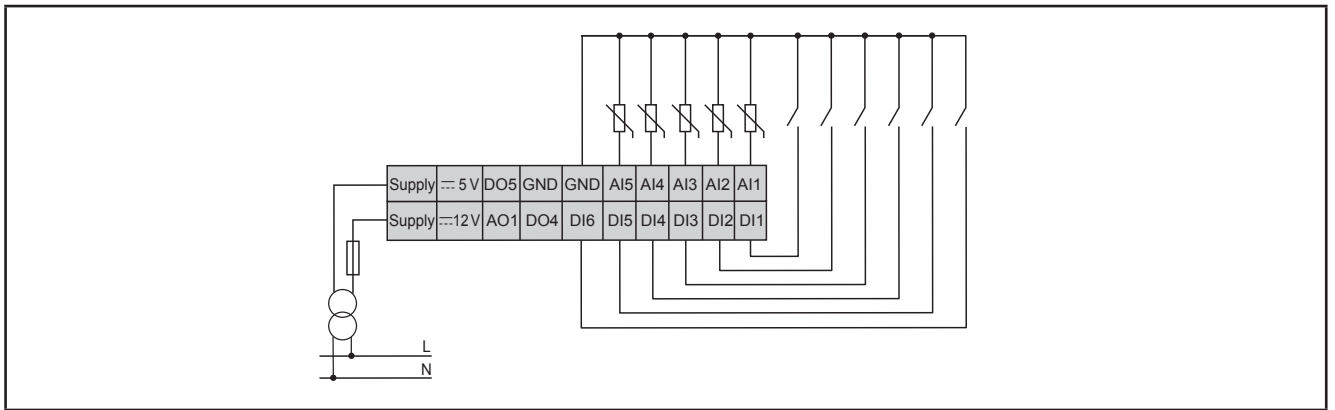 Supply ⎓ 5 V DO5 GND GND AI5 AI4 AI3 AI2 AI1
Supply ⎓12 V AO1 DO4 DI6 DI5 DI4 DI3 DI2 DI1
L
N